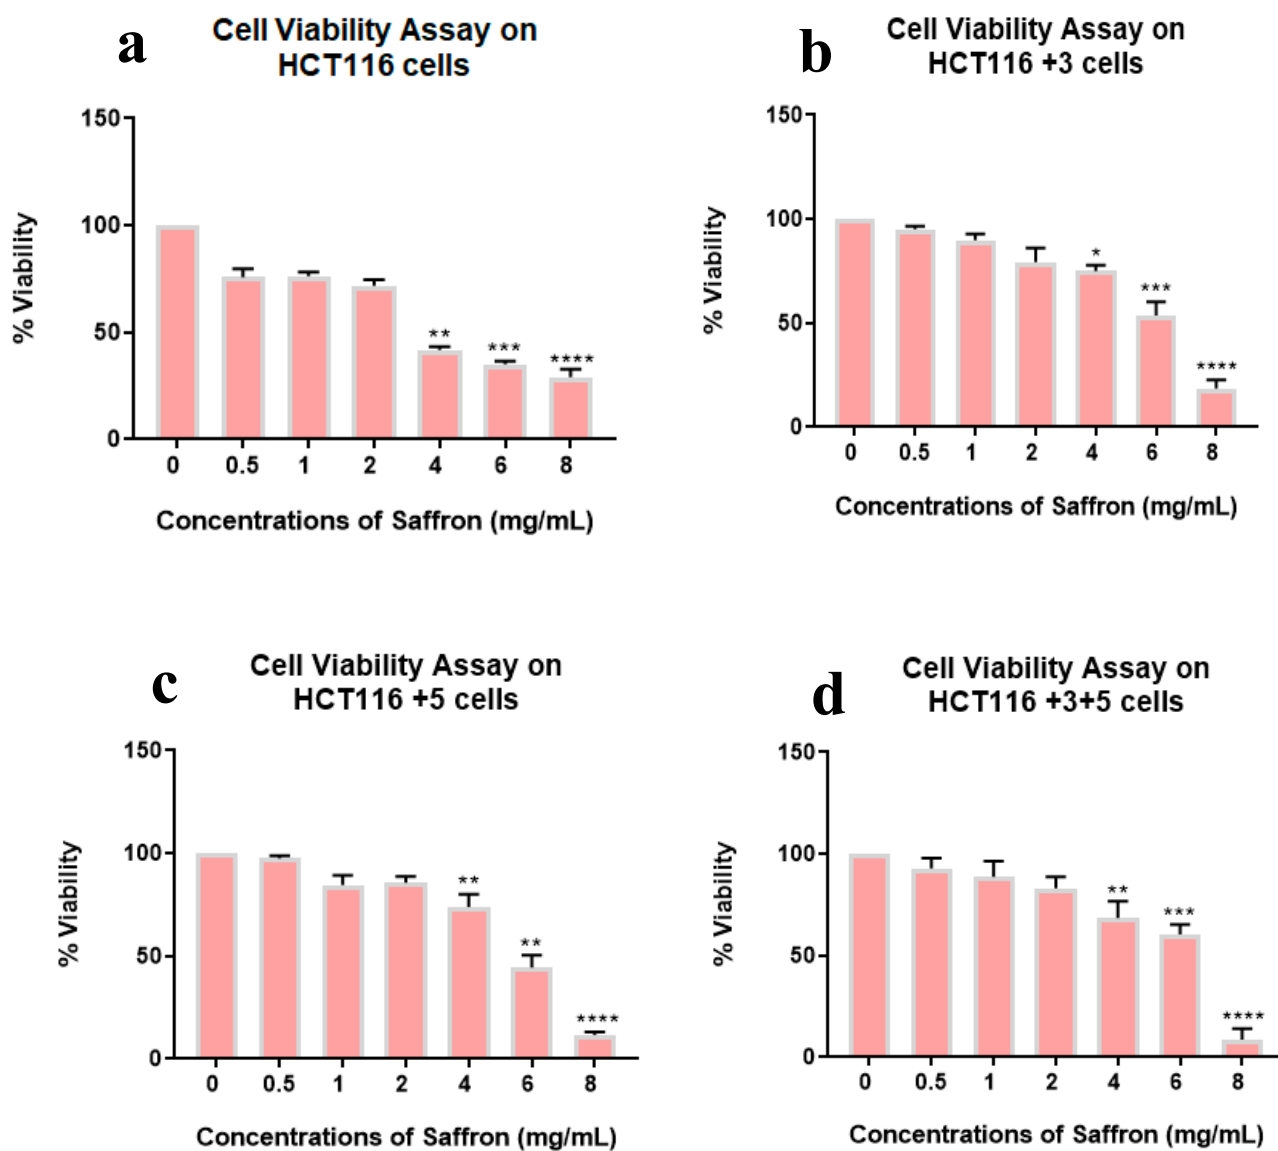 a
Cell Viability Assay on
HCT116 cells
% Viability
150
100
50
0
**
***
****
0 0.5 1 2 4 6 8
Concentrations of Saffron (mg/mL)
b
Cell Viability Assay on
HCT116 +3 cells
% Viability
150
100
50
0
*
***
****
0 0.5 1 2 4 6 8
Concentrations of Saffron (mg/mL)
c
Cell Viability Assay on
HCT116 +5 cells
% Viability
150
100
50
0
**
**
****
0 0.5 1 2 4 6 8
Concentrations of Saffron (mg/mL)
d
Cell Viability Assay on
HCT116 +3+5 cells
% Viability
150
100
50
0
**
***
****
0 0.5 1 2 4 6 8
Concentrations of Saffron (mg/mL)